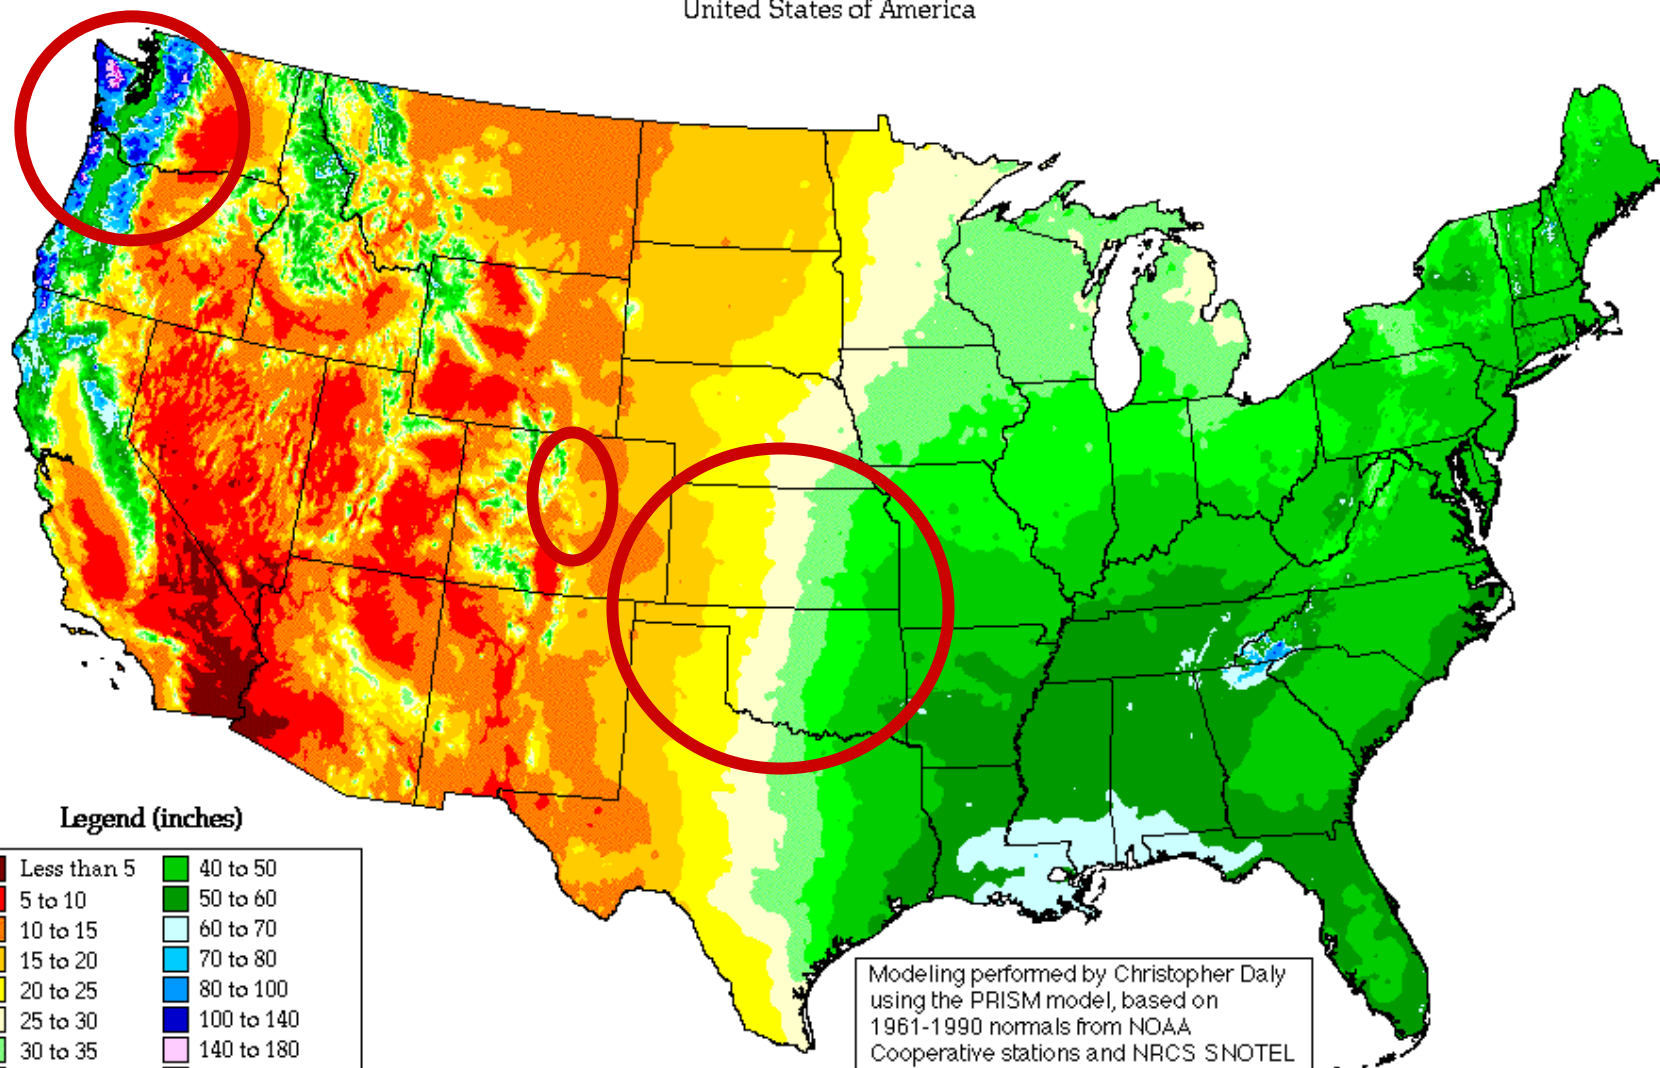 United States of America
Legend (inches)
Less than 5
5 to 10
10 to 15
15 to 20
20 to 25
25 to 30
30 to 35
40 to 50
50 to 60
60 to 70
70 to 80
80 to 100
100 to 140
140 to 180
Modeling performed by Christopher Daly
using the PRISM model, based on
1961-1990 normals from NOAA
Cooperative stations and NRCS SNOTEL